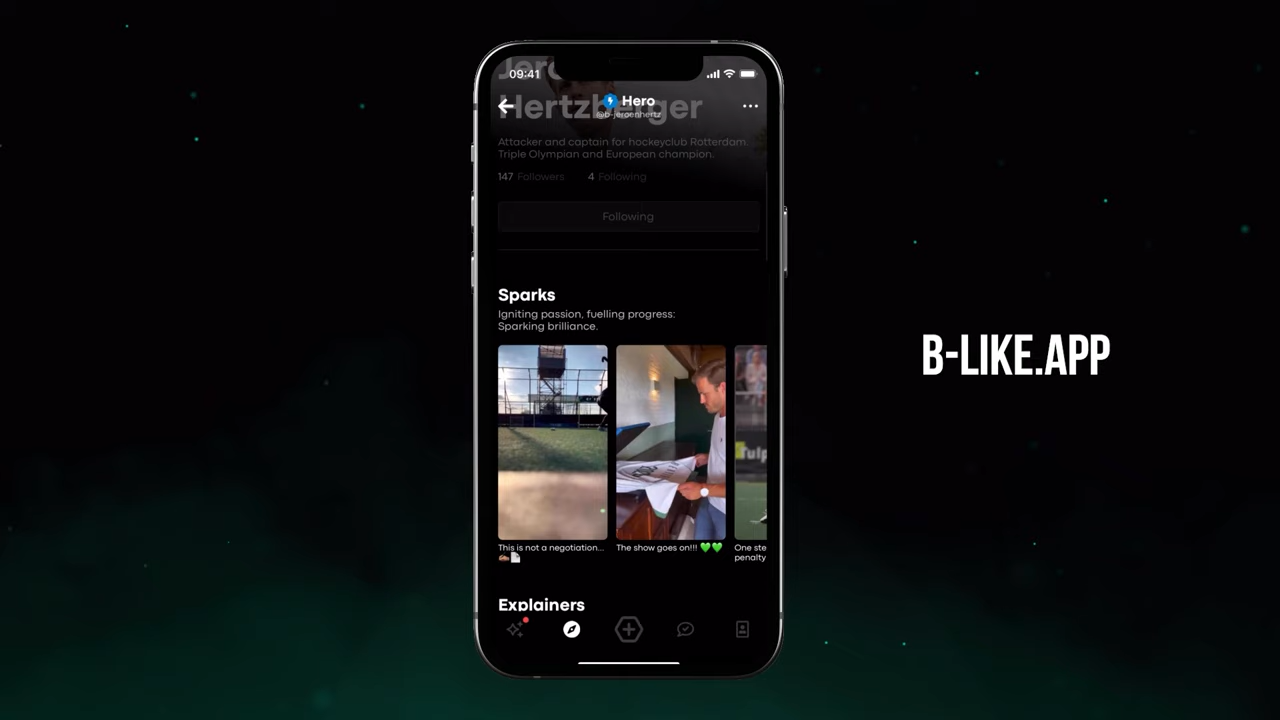 09:41
Jero
Hero
Hertzberger
@b-jeroenhertz
Attacker and captain for hockeyclub Rotterdam.
Triple Olympian and European champion.
147 Followers 4 Following
Following
Sparks
Igniting passion, fuelling progress:
Sparking brilliance.
This is not a negotiation...
✍🏾📄
The show goes on!!! 💚💚
One ste
penalty
Explainers
B-LIKE.APP